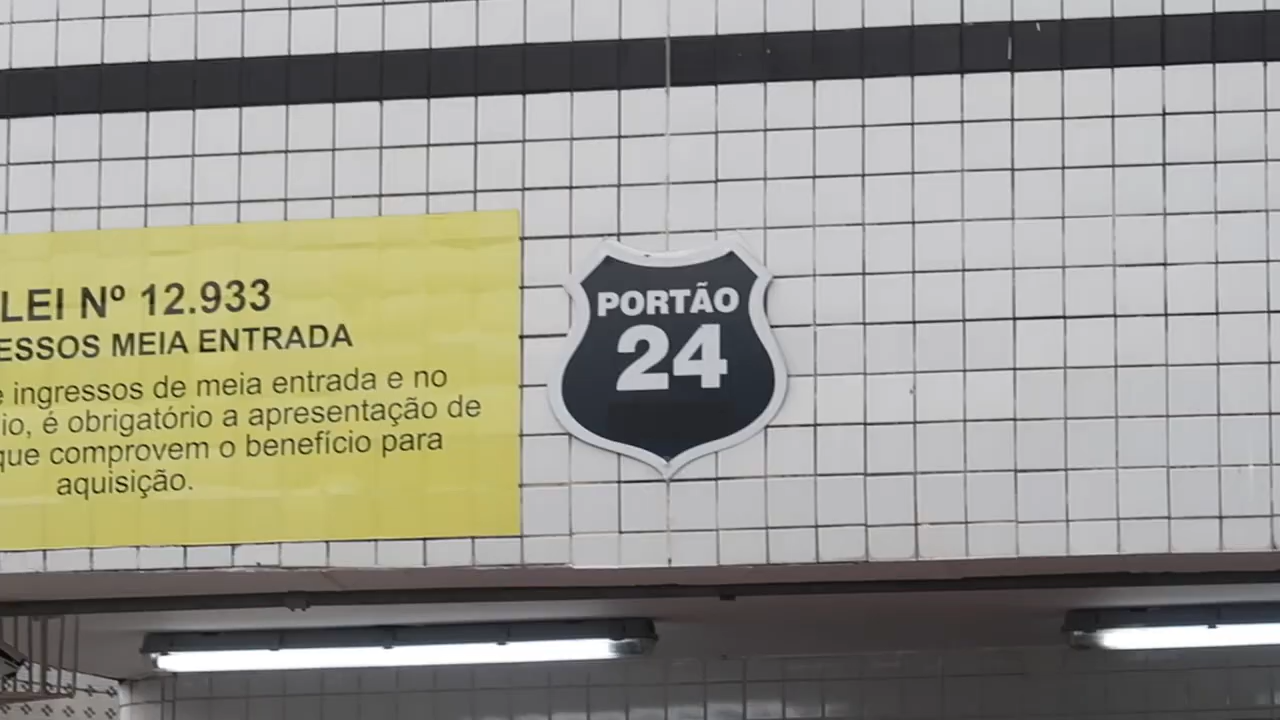 LEI Nº 12.933
ESSOS MEIA ENTRADA
e ingressos de meia entrada e no
io, é obrigatório a apresentação de
que comprovem o benefício para
aquisição.
PORTÃO
24